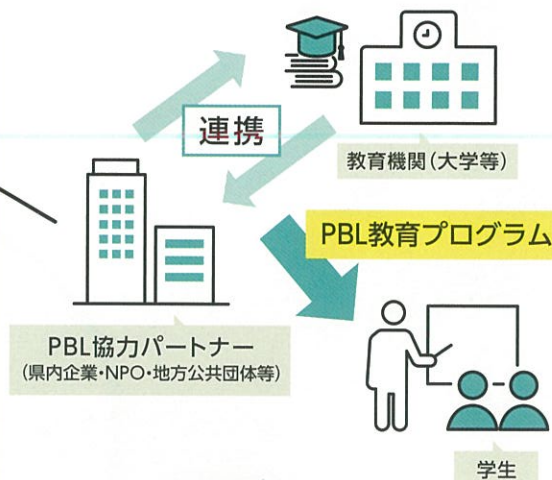 連携
教育機関(大学等)
PBL教育プログラム
PBL協力パートナー
(県内企業・NPO・地方公共団体等)
学生